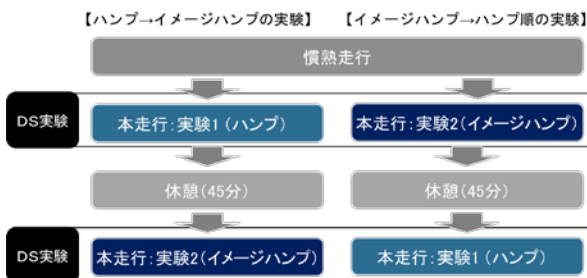 【ハンプ→イメージハンプの実験】 【イメージハンプ→ハンプ順の実験】
慣熟走行
DS実験 本走行：実験1（ハンプ） 本走行：実験2（イメージハンプ）
休憩（45分） 休憩（45分）
DS実験 本走行：実験2（イメージハンプ） 本走行：実験1（ハンプ）